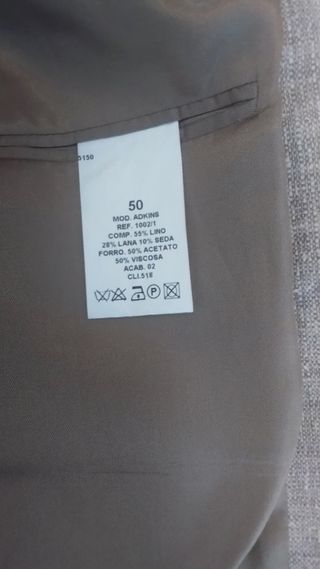 5150
50
MOD. ADKINS
REF. 1002/1
COMP. 55% LINO
28% LANA 10% SEDA
FORRO. 50% ACETATO
50% VISCOSA
ACAB. 02
CLI.518
P